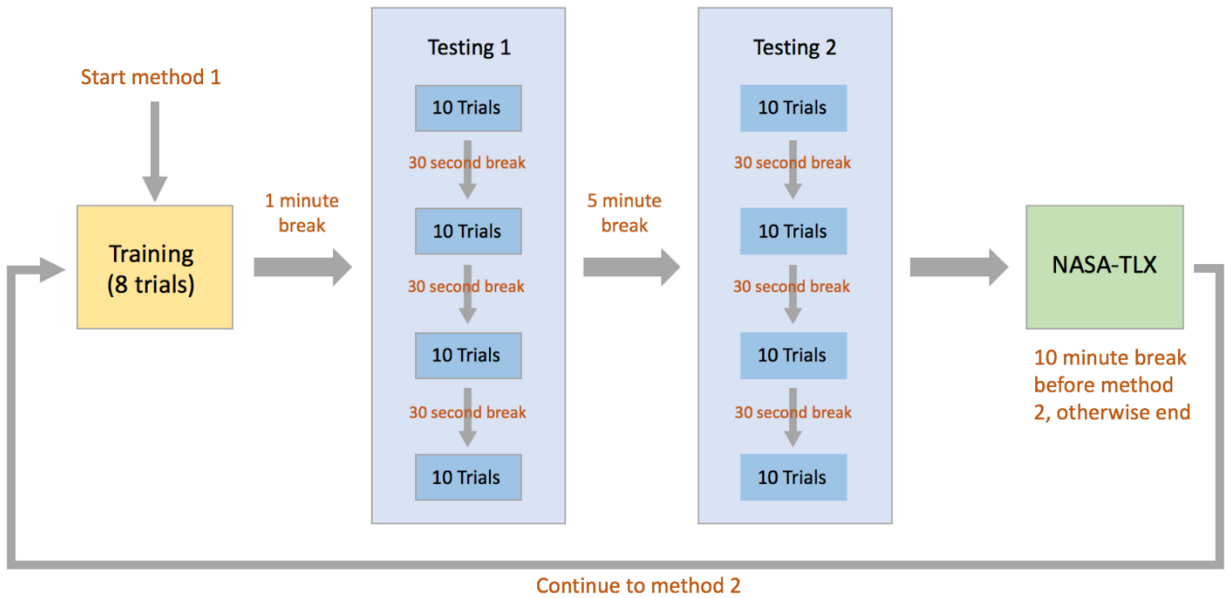 Start method 1
Training
(8 trials)
1 minute
break
Testing 1
10 Trials
30 second break
10 Trials
30 second break
10 Trials
30 second break
10 Trials
5 minute
break
Testing 2
10 Trials
30 second break
10 Trials
30 second break
10 Trials
30 second break
10 Trials
NASA-TLX
10 minute break
before method
2, otherwise end
Continue to method 2